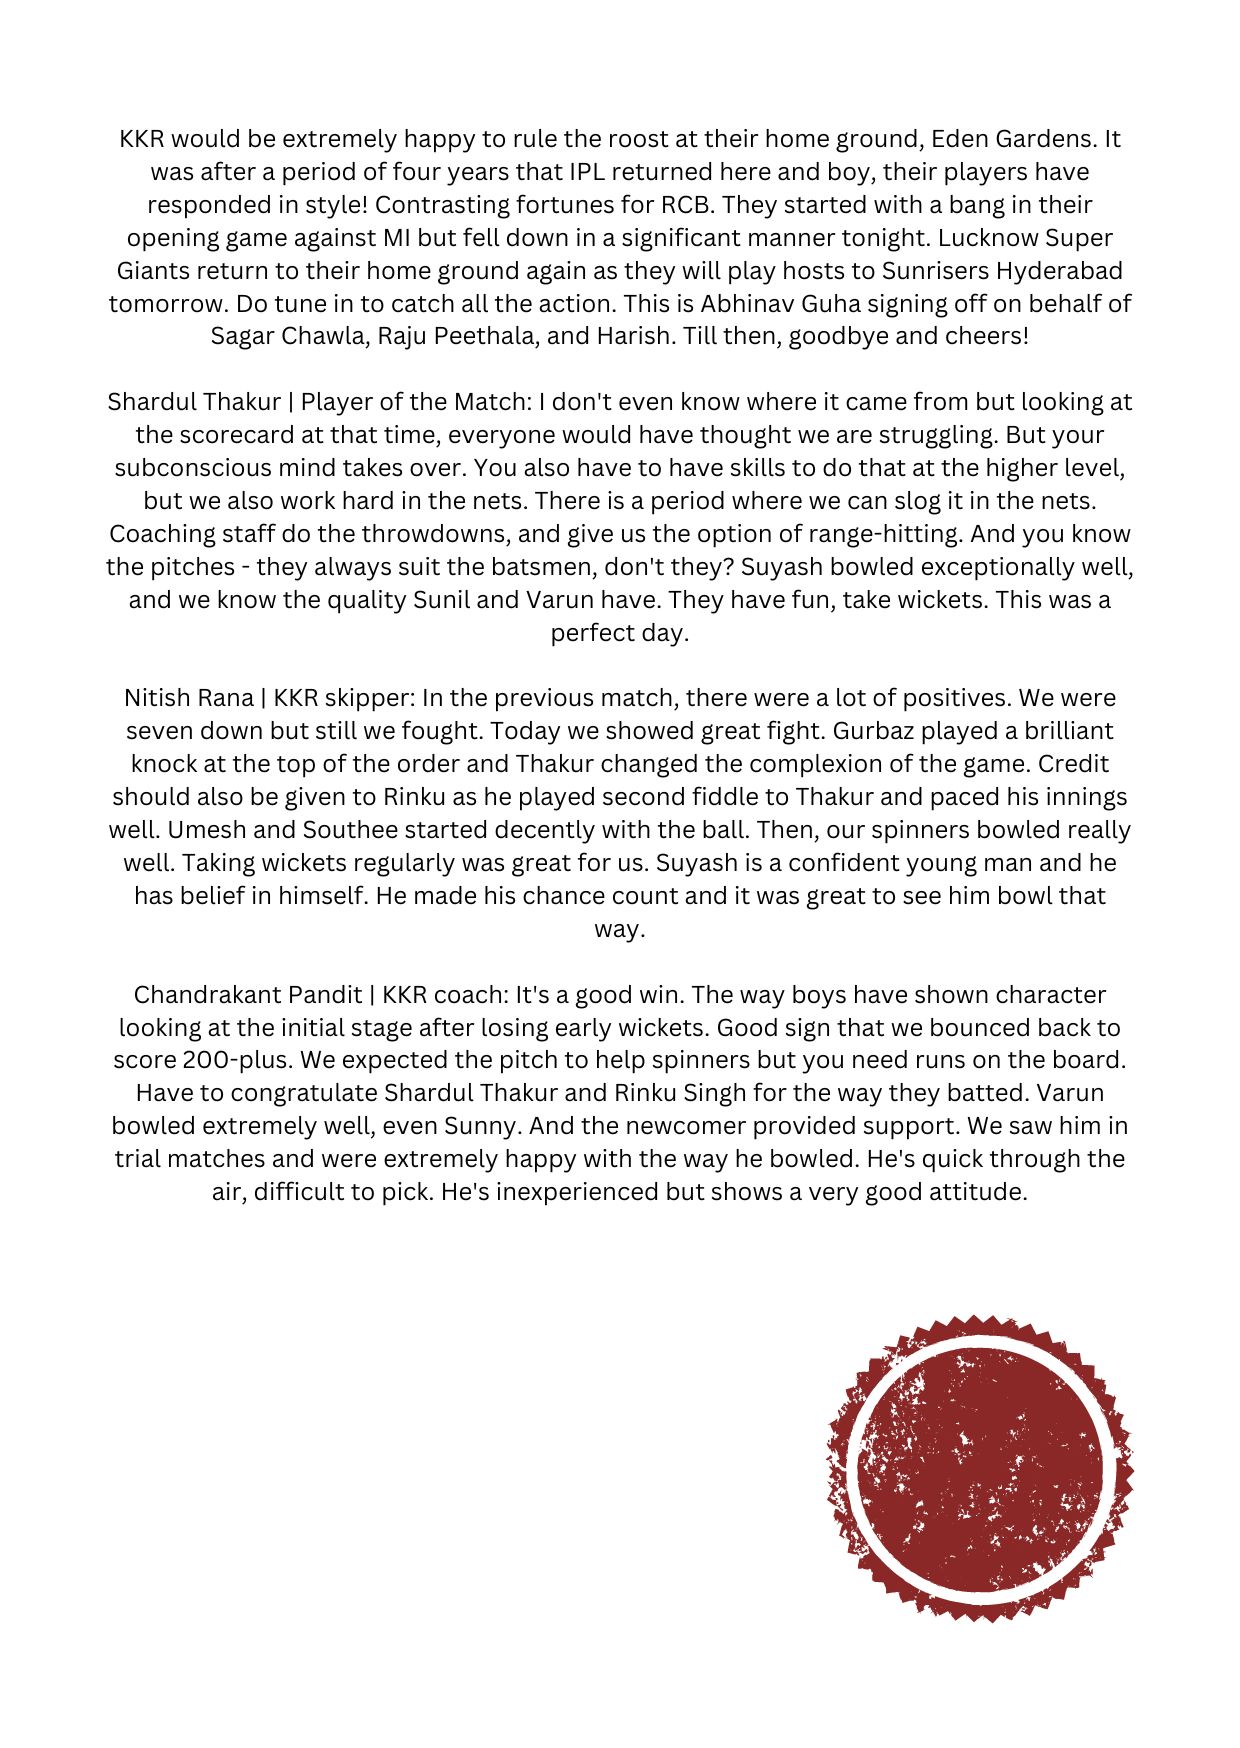 KKR would be extremely happy to rule the roost at their home ground, Eden Gardens. It
was after a period of four years that IPL returned here and boy, their players have
responded in style! Contrasting fortunes for RCB. They started with a bang in their
opening game against MI but fell down in a significant manner tonight. Lucknow Super
Giants return to their home ground again as they will play hosts to Sunrisers Hyderabad
tomorrow. Do tune in to catch all the action. This is Abhinav Guha signing off on behalf of
Sagar Chawla, Raju Peethala, and Harish. Till then, goodbye and cheers!
Shardul Thakur | Player of the Match: I don't even know where it came from but looking at
the scorecard at that time, everyone would have thought we are struggling. But your
subconscious mind takes over. You also have to have skills to do that at the higher level,
but we also work hard in the nets. There is a period where we can slog it in the nets.
Coaching staff do the throwdowns, and give us the option of range-hitting. And you know
the pitches - they always suit the batsmen, don't they? Suyash bowled exceptionally well,
and we know the quality Sunil and Varun have. They have fun, take wickets. This was a
perfect day.
Nitish Rana | KKR skipper: In the previous match, there were a lot of positives. We were
seven down but still we fought. Today we showed great fight. Gurbaz played a brilliant
knock at the top of the order and Thakur changed the complexion of the game. Credit
should also be given to Rinku as he played second fiddle to Thakur and paced his innings
well. Umesh and Southee started decently with the ball. Then, our spinners bowled really
well. Taking wickets regularly was great for us. Suyash is a confident young man and he
has belief in himself. He made his chance count and it was great to see him bowl that
way.
Chandrakant Pandit | KKR coach: It's a good win. The way boys have shown character
looking at the initial stage after losing early wickets. Good sign that we bounced back to
score 200-plus. We expected the pitch to help spinners but you need runs on the board.
Have to congratulate Shardul Thakur and Rinku Singh for the way they batted. Varun
bowled extremely well, even Sunny. And the newcomer provided support. We saw him in
trial matches and were extremely happy with the way he bowled. He's quick through the
air, difficult to pick. He's inexperienced but shows a very good attitude.